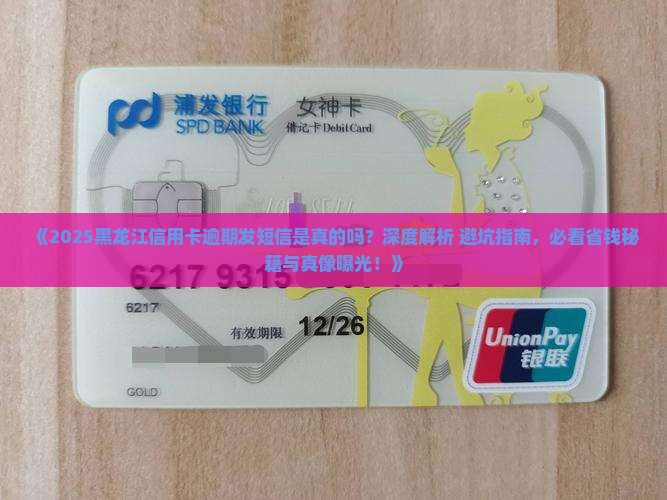 浦发银行
SPD BANK
女神卡
借记卡 Debit Card
《2025黑龙江信用卡逾期发短信是真的吗？深度解析 避坑指南，必看省钱秘
籍与真像曝光！》
6217 9315
6217
有效期限 12/26
GOLD
UnionPay
银联